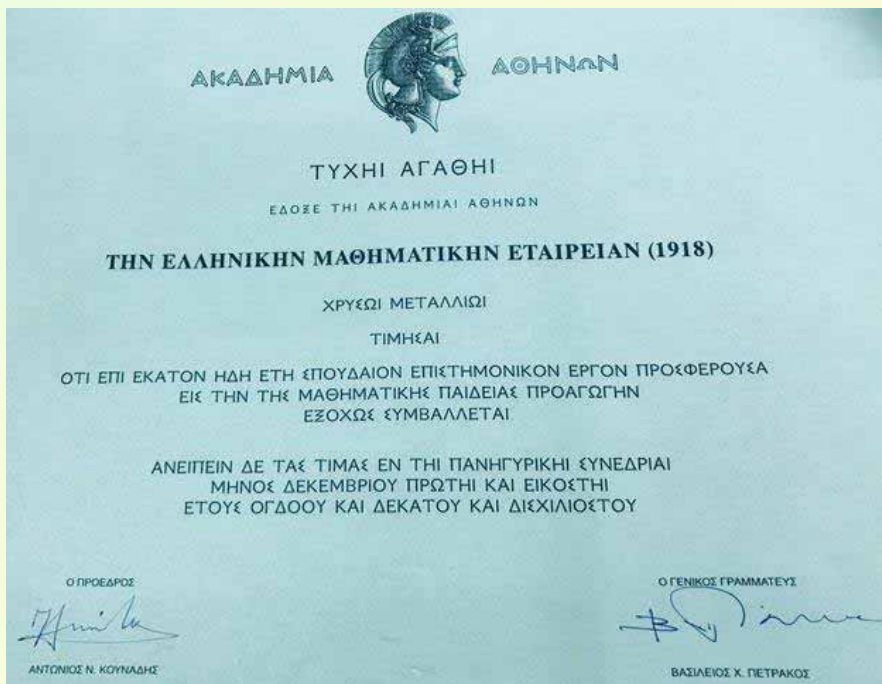 ΑΚΑΔΗΜΙΑ ΑΘΗΝΩΝ
ΤΥΧΗΙ ΑΓΑΘΗΙ
ΕΔΟΞΕ ΤΗΙ ΑΚΑΔΗΜΙΑΙ ΑΘΗΝΩΝ
ΤΗΝ ΕΛΛΗΝΙΚΗΝ ΜΑΘΗΜΑΤΙΚΗΝ ΕΤΑΙΡΕΙΑΝ (1918)
ΧΡΥΣΩΙ ΜΕΤΑΛΛΙΩΙ
ΤΙΜΗΣΑΙ
ΟΤΙ ΕΠΙ ΕΚΑΤΟΝ ΗΔΗ ΕΤΗ ΣΠΟΥΔΑΙΟΝ ΕΠΙΣΤΗΜΟΝΙΚΟΝ ΕΡΓΟΝ ΠΡΟΣΦΕΡΟΥΣΑ
ΕΙΣ ΤΗΝ ΤΗΣ ΜΑΘΗΜΑΤΙΚΗΣ ΠΑΙΔΕΙΑΣ ΠΡΟΑΓΩΓΗΝ
ΕΞΟΧΩΣ ΣΥΜΒΑΛΛΕΤΑΙ
ΑΝΕΙΠΕΙΝ ΔΕ ΤΑΣ ΤΙΜΑΣ ΕΝ ΤΗΙ ΠΑΝΗΓΥΡΙΚΗΙ ΣΥΝΕΔΡΙΑΙ
ΜΗΝΟΣ ΔΕΚΕΜΒΡΙΟΥ ΠΡΩΤΗΙ ΚΑΙ ΕΙΚΟΣΤΗΙ
ΕΤΟΥΣ ΟΓΔΟΟΥ ΚΑΙ ΔΕΚΑΤΟΥ ΚΑΙ ΔΙΣΧΙΛΙΟΣΤΟΥ
Ο ΠΡΟΕΔΡΟΣ
ΑΝΤΩΝΙΟΣ Ν. ΚΟΥΝΑΔΗΣ
Ο ΓΕΝΙΚΟΣ ΓΡΑΜΜΑΤΕΥΣ
ΒΑΣΙΛΕΙΟΣ Χ. ΠΕΤΡΑΚΟΣ